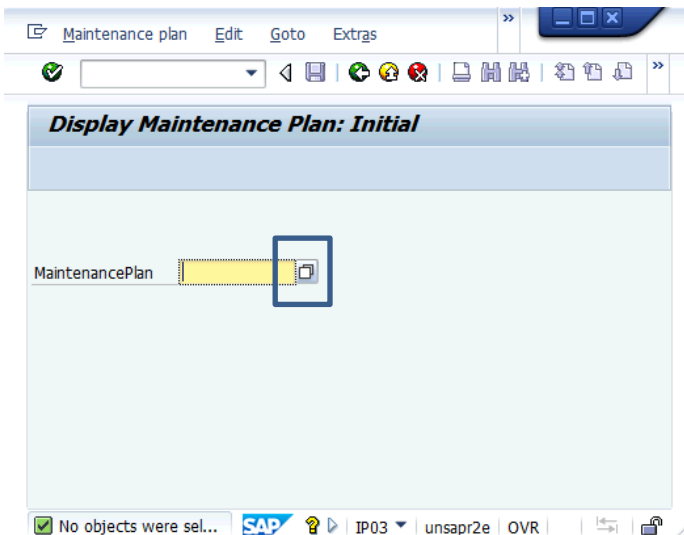 Maintenance plan Edit Goto Extras »
»
Display Maintenance Plan: Initial
MaintenancePlan
No objects were sel... SAP IP03 unsapr2e OVR